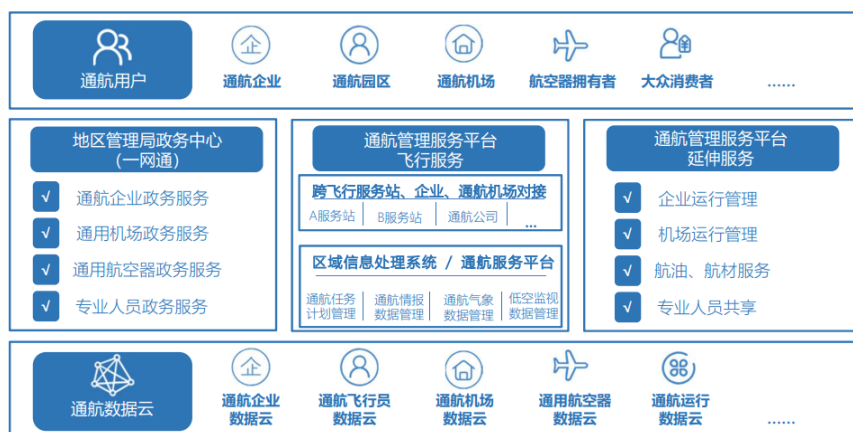 通航用户
企
通航企业
通航园区
通航机场
航空器拥有者
大众消费者
......
地区管理局政务中心
(一网通)
√ 通航企业政务服务
√ 通用机场政务服务
√ 通用航空器政务服务
√ 专业人员政务服务
通航管理服务平台
飞行服务
跨飞行服务站、企业、通航机场对接
A服务站 B服务站 通航公司 ...
区域信息处理系统 / 通航服务平台
通航任务
计划管理
通航情报
数据管理
通航气象
数据管理
低空监视
数据管理
通航管理服务平台
延伸服务
√ 企业运行管理
√ 机场运行管理
√ 航油、航材服务
√ 专业人员共享
通航数据云
企
通航企业
数据云
通航飞行员
数据云
通航机场
数据云
通用航空器
数据云
通航运行
数据云
......